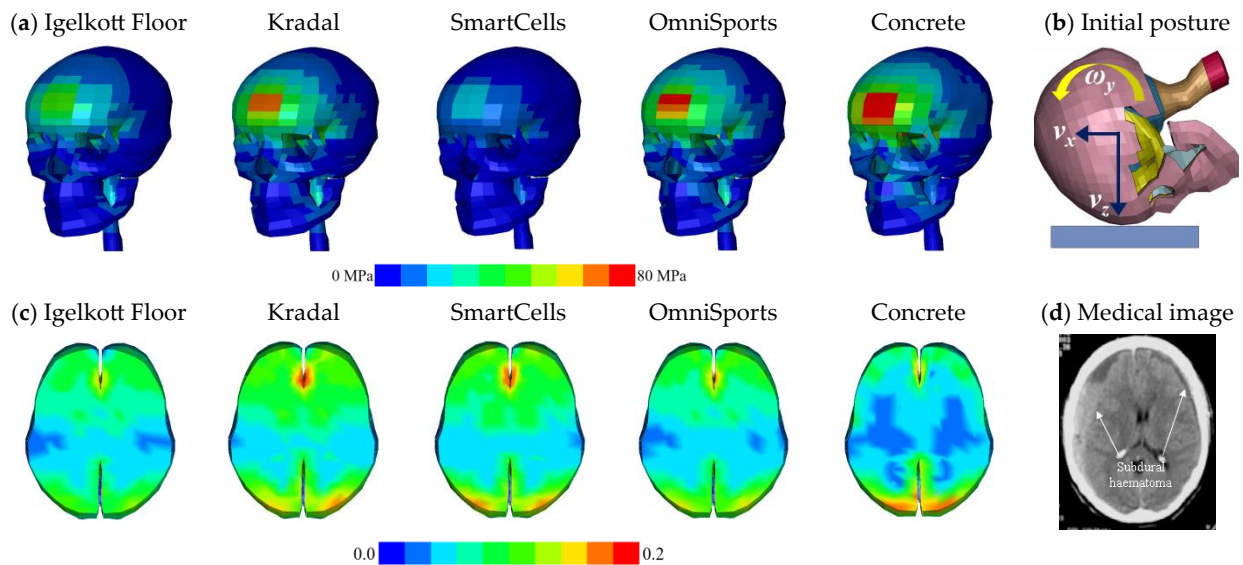 (a) Igelkott Floor Kradal SmartCells OmniSports Concrete (b) Initial posture
ωy
vx
vz
0 MPa 80 MPa
(c) Igelkott Floor Kradal SmartCells OmniSports Concrete (d) Medical image
Subdural
haematoma
0.0 0.2